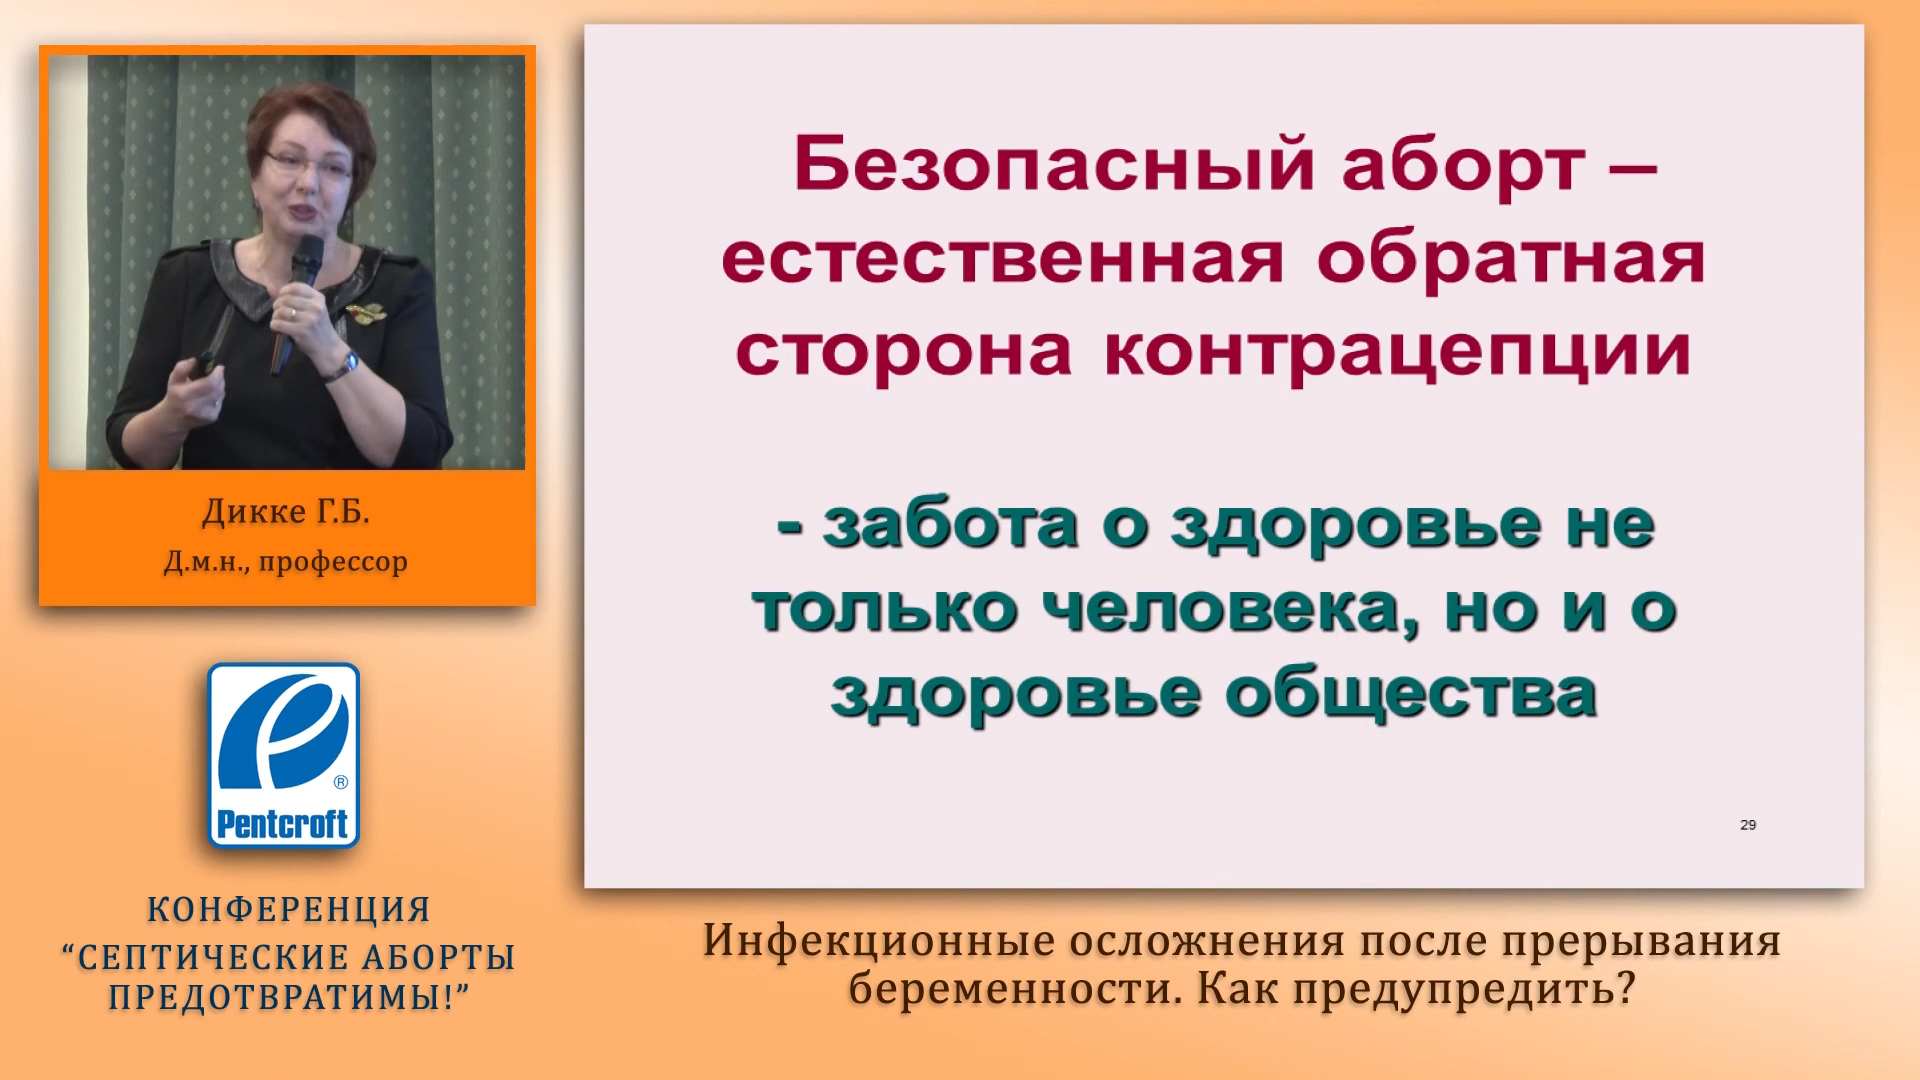 Дикке Г.Б.
Д.м.н., профессор
®
Pentcroft
КОНФЕРЕНЦИЯ
“СЕПТИЧЕСКИЕ АБОРТЫ
ПРЕДОТВРАТИМЫ!”
Безопасный аборт –
естественная обратная
сторона контрацепции
- забота о здоровье не
только человека, но и о
здоровье общества
29
Инфекционные осложнения после прерывания
беременности. Как предупредить?